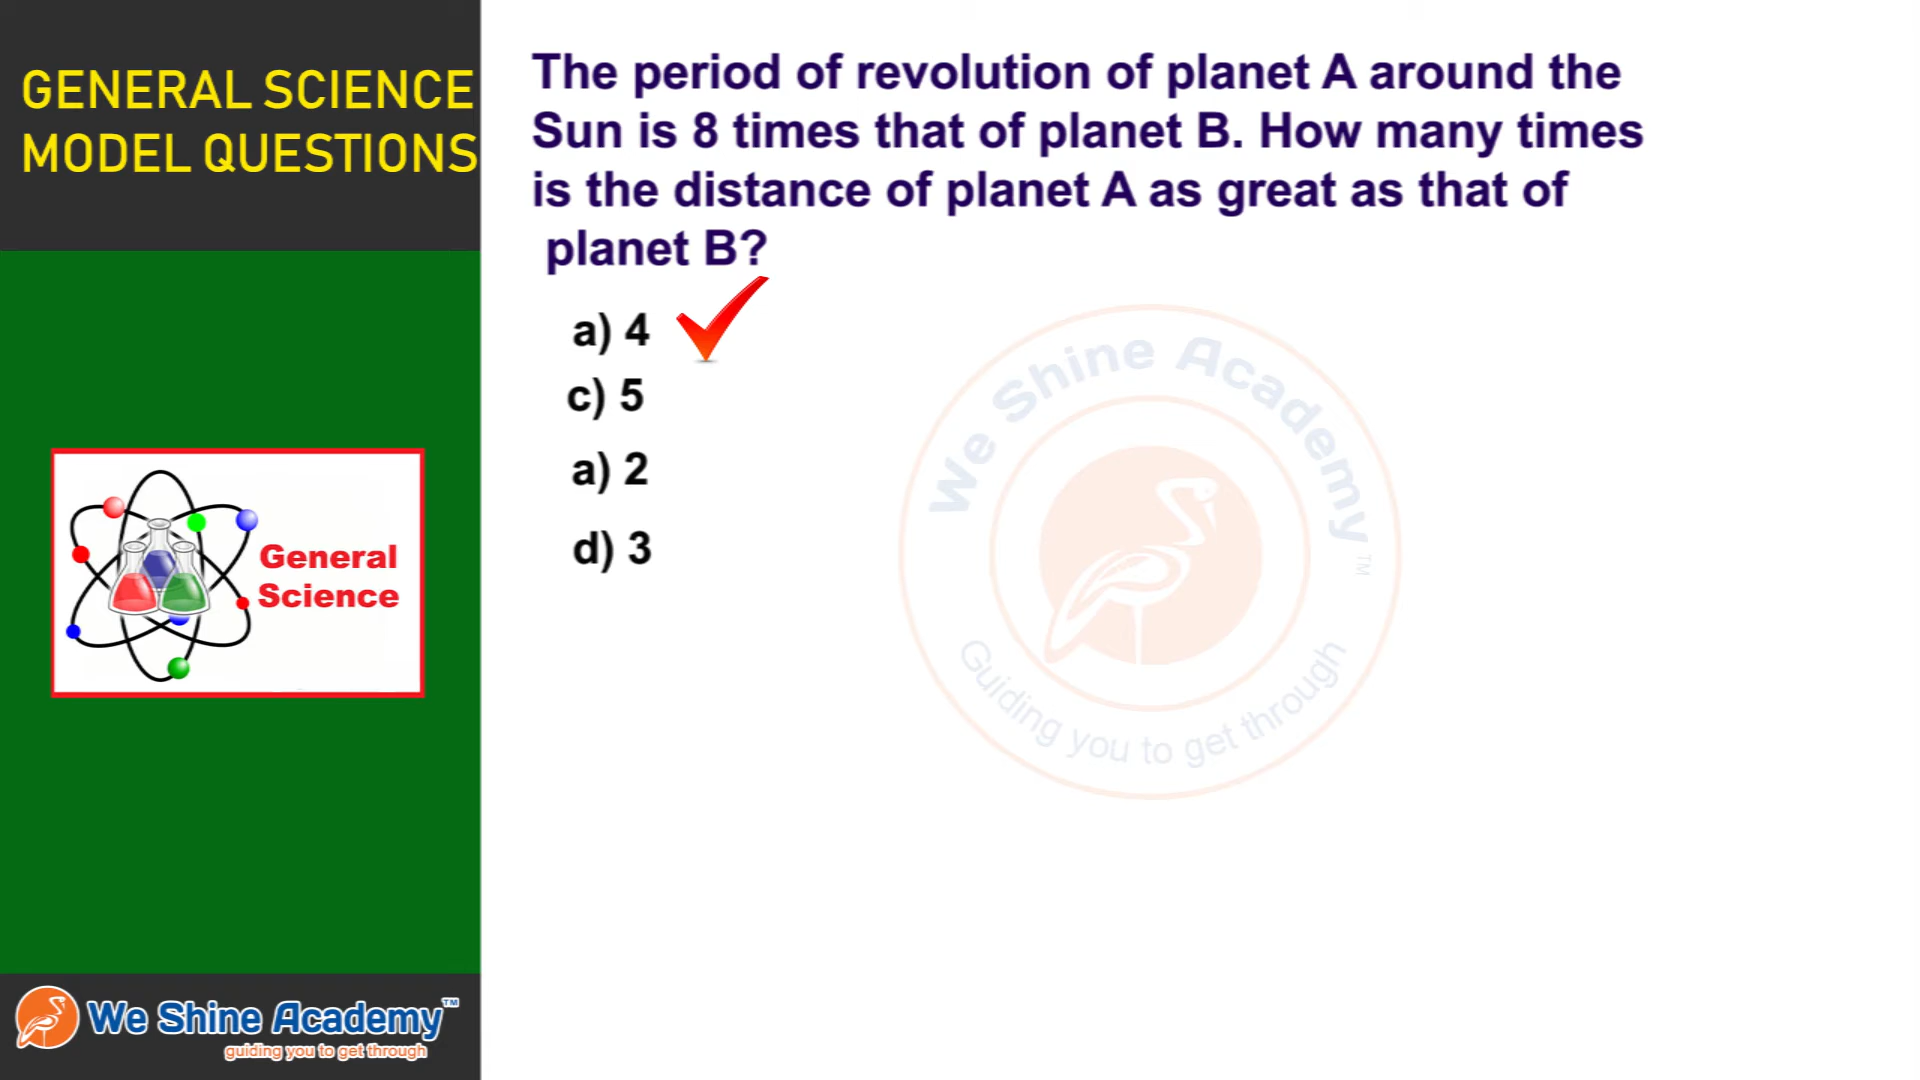 GENERAL SCIENCE
MODEL QUESTIONS
The period of revolution of planet A around the
Sun is 8 times that of planet B. How many times
is the distance of planet A as great as that of
planet B?
a) 4
c) 5
a) 2
d) 3
General
Science
We Shine Academy™
Guiding you to get through
We Shine Academy™
guiding you to get through